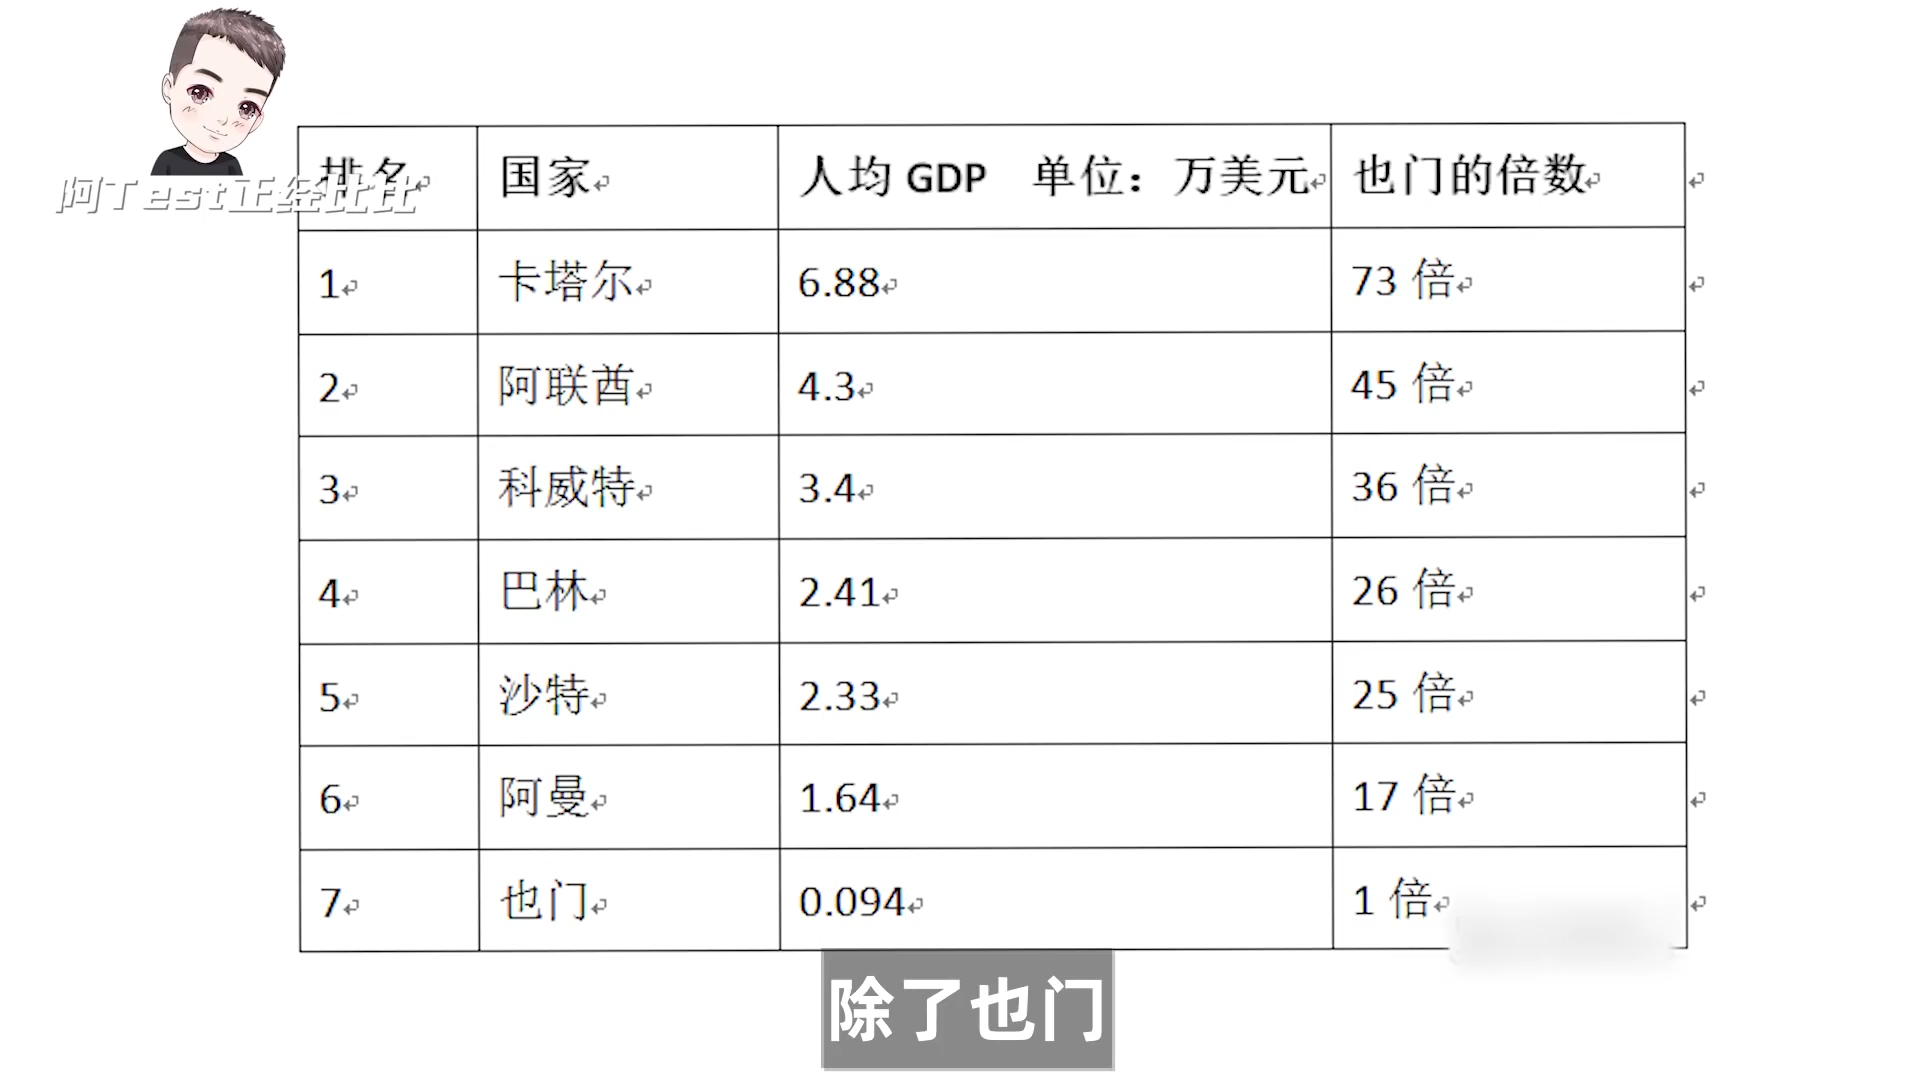 排名 国家 人均 GDP 单位：万美元 也门的倍数
阿Test正经比比
1 卡塔尔 6.88 73 倍
2 阿联酋 4.3 45 倍
3 科威特 3.4 36 倍
4 巴林 2.41 26 倍
5 沙特 2.33 25 倍
6 阿曼 1.64 17 倍
7 也门 0.094 1 倍
除了也门